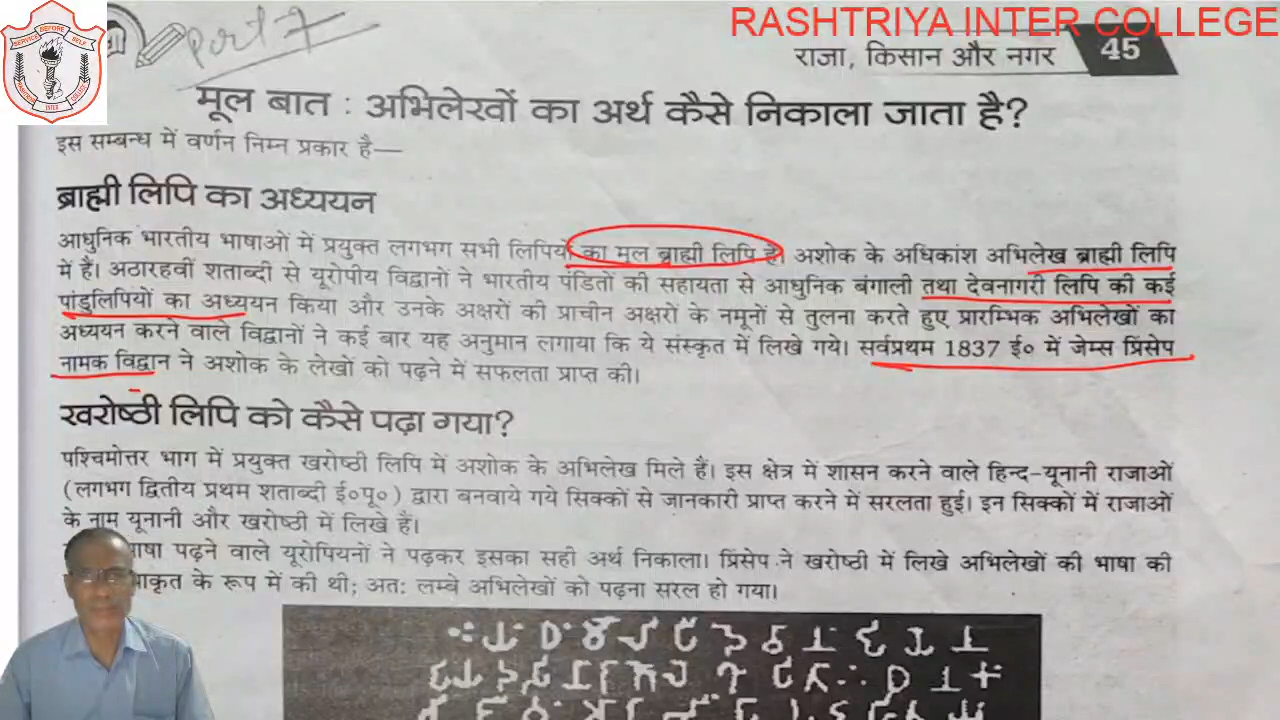 RASHTRIYA INTER COLLEGE
Part 7
राजा, किसान और नगर 45
मूल बात : अभिलेखों का अर्थ कैसे निकाला जाता है?
इस सम्बन्ध में वर्णन निम्न प्रकार है—
ब्राह्मी लिपि का अध्ययन
आधुनिक भारतीय भाषाओं में प्रयुक्त लगभग सभी लिपियों का मूल ब्राह्मी लिपि है। अशोक के अधिकांश अभिलेख ब्राह्मी लिपि
में हैं। अठारहवीं शताब्दी से यूरोपीय विद्वानों ने भारतीय पंडितों की सहायता से आधुनिक बंगाली तथा देवनागरी लिपि की कई
पांडुलिपियों का अध्ययन किया और उनके अक्षरों की प्राचीन अक्षरों के नमूनों से तुलना करते हुए प्रारम्भिक अभिलेखों का
अध्ययन करने वाले विद्वानों ने कई बार यह अनुमान लगाया कि ये संस्कृत में लिखे गये। सर्वप्रथम 1837 ई० में जेम्स प्रिंसेप
नामक विद्वान ने अशोक के लेखों को पढ़ने में सफलता प्राप्त की।
खरोष्ठी लिपि को कैसे पढ़ा गया?
पश्चिमोत्तर भाग में प्रयुक्त खरोष्ठी लिपि में अशोक के अभिलेख मिले हैं। इस क्षेत्र में शासन करने वाले हिन्द-यूनानी राजाओं
(लगभग द्वितीय प्रथम शताब्दी ई०पू०) द्वारा बनवाये गये सिक्कों से जानकारी प्राप्त करने में सरलता हुई। इन सिक्कों में राजाओं
के नाम यूनानी और खरोष्ठी में लिखे हैं।
भाषा पढ़ने वाले यूरोपियनों ने पढ़कर इसका सही अर्थ निकाला। प्रिंसेप ने खरोष्ठी में लिखे अभिलेखों की भाषा की
के रूप में की थी; अतः लम्बे अभिलेखों को पढ़ना सरल हो गया।